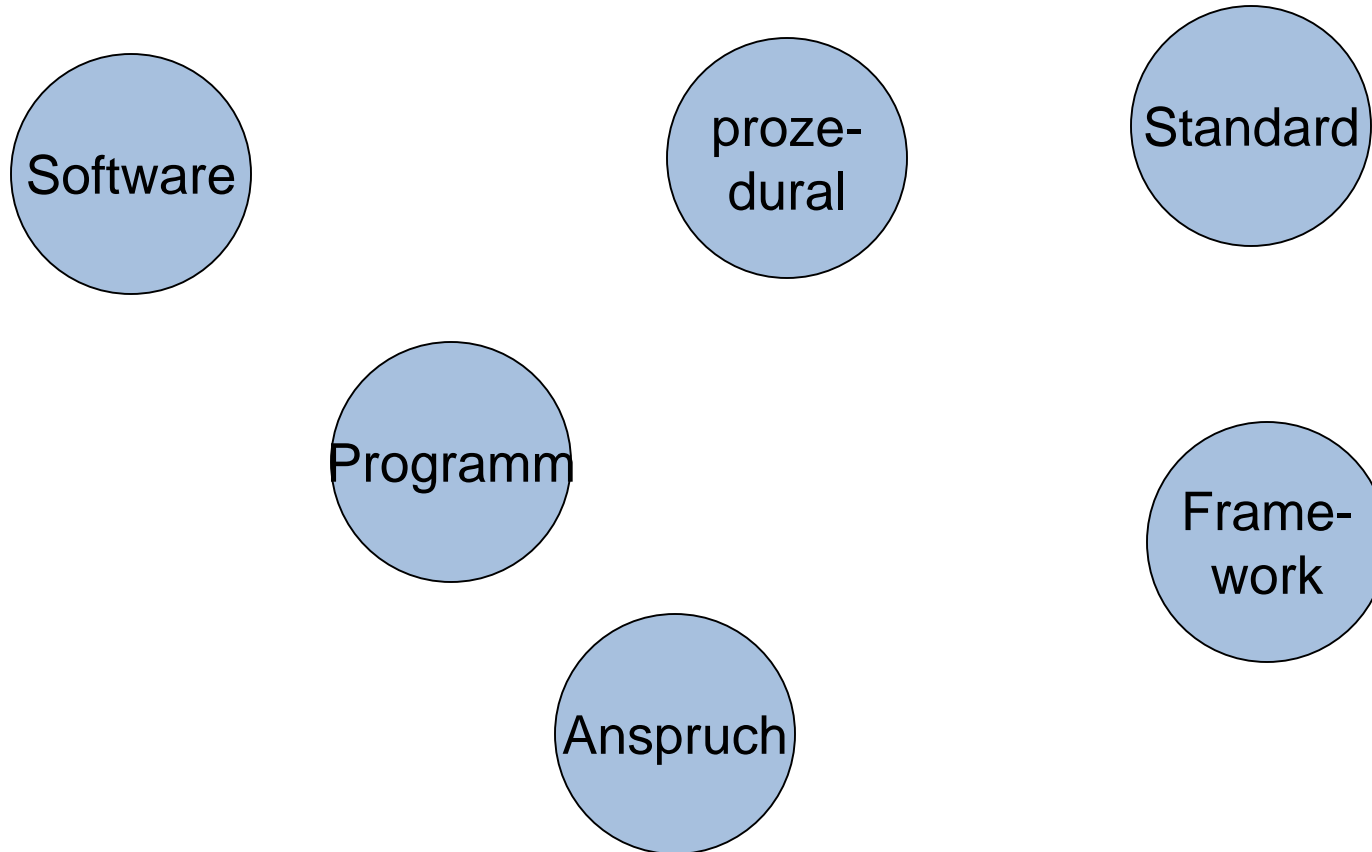 Software
proze-
dural
Standard
Programm
Frame-
work
Anspruch